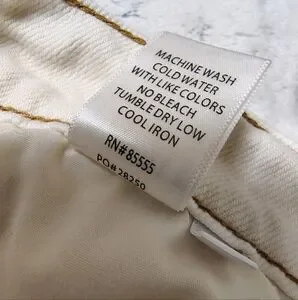 MACHINE WASH
COLD WATER
WITH LIKE COLORS
NO BLEACH
TUMBLE DRY LOW
COOL IRON
RN#85555
PO#28250